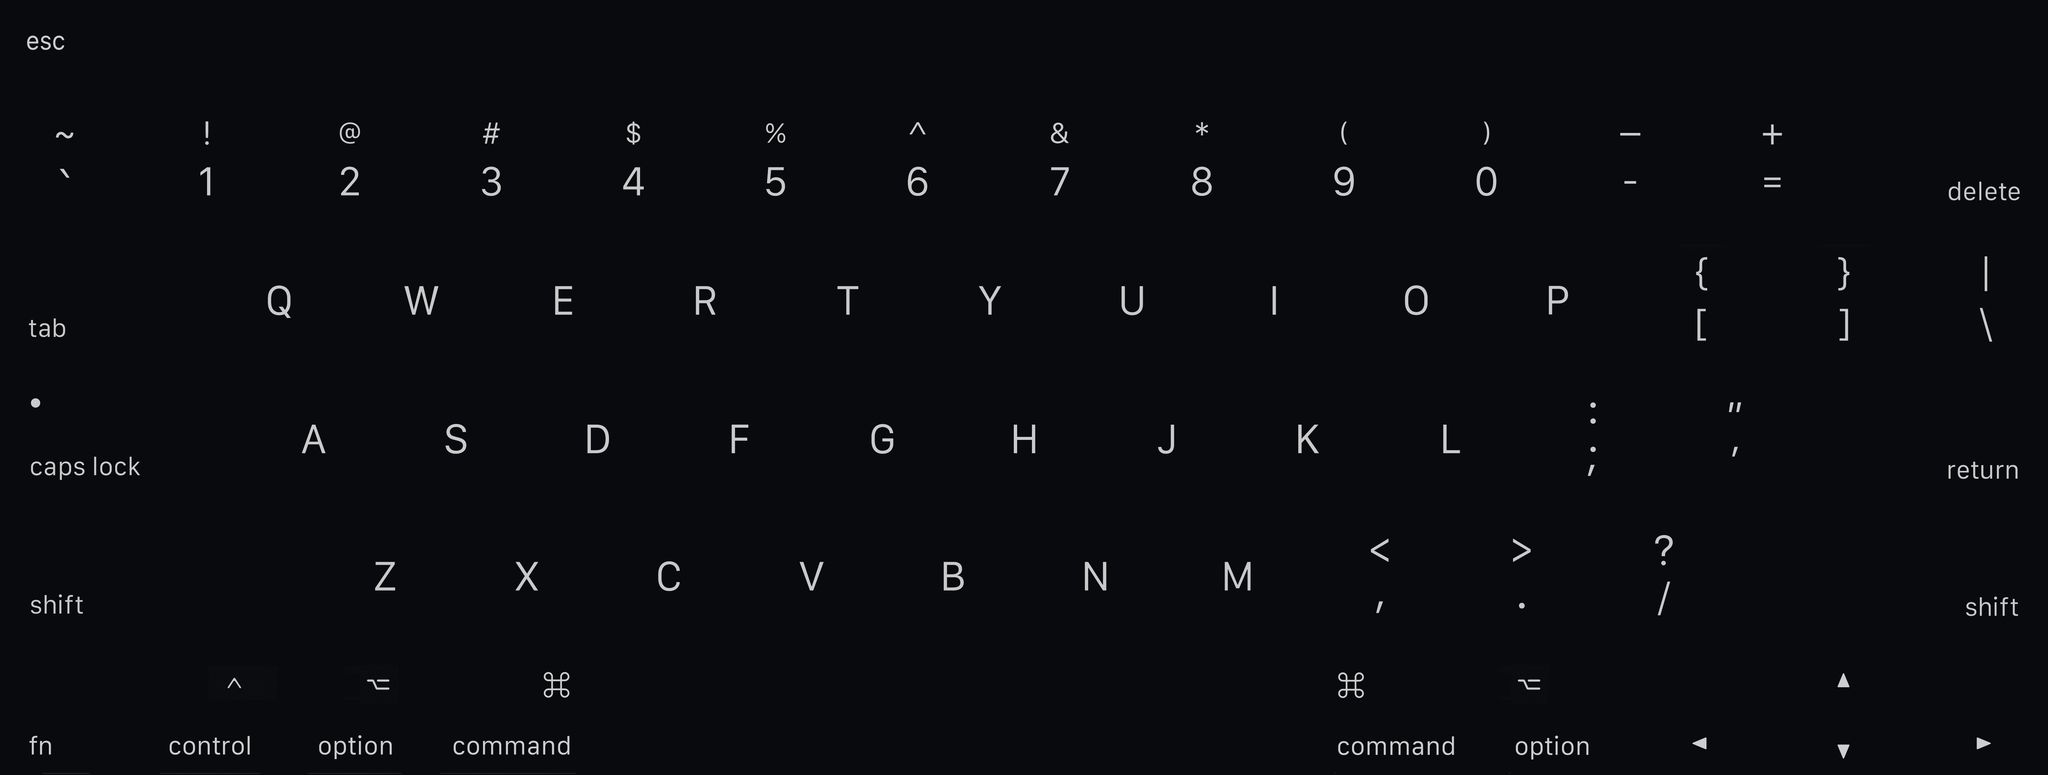 esc
~ ! @ # $ % ^ & * ( ) — +
` 1 2 3 4 5 6 7 8 9 0 - = delete
{ } |
tab Q W E R T Y U I O P [ ] \
• : "
caps lock A S D F G H J K L ; ' return
< > ?
shift Z X C V B N M , . / shift
^ ⌥ ⌘ ⌘ ⌥ ▲
fn control option command command option ◀ ▼ ▶